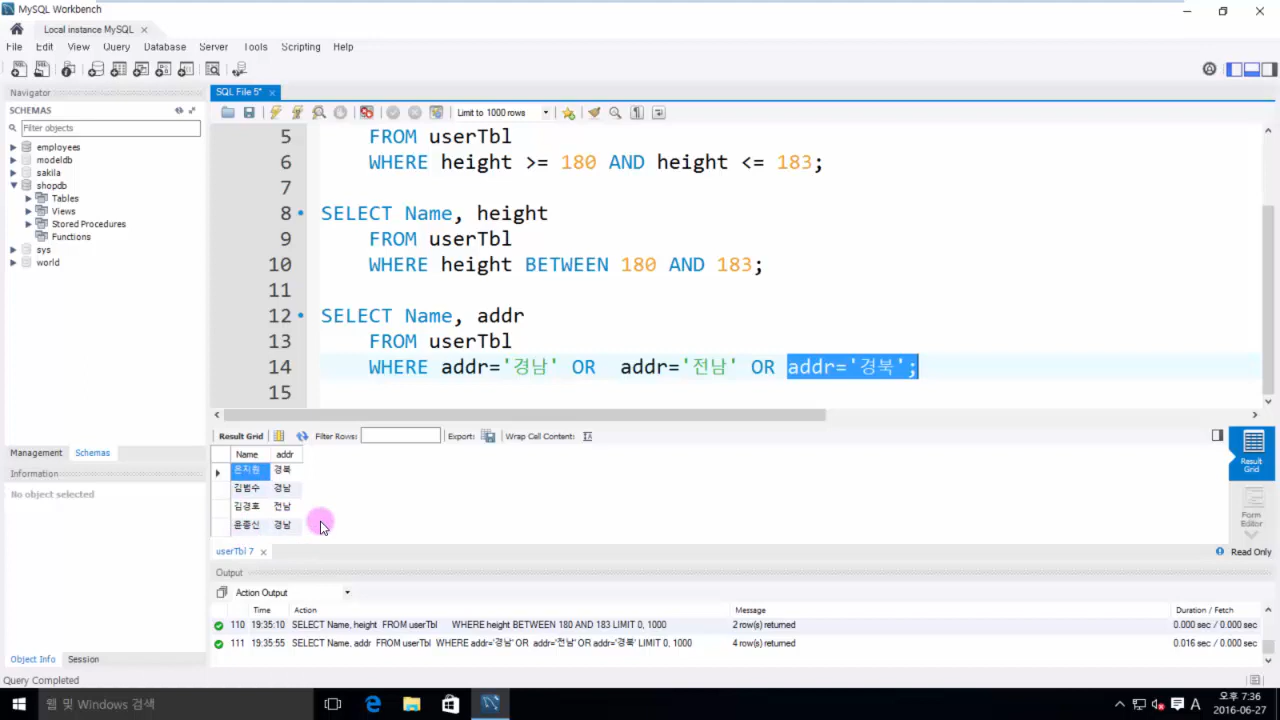 MySQL Workbench
Local instance MySQL
File Edit View Query Database Server Tools Scripting Help
Navigator
SCHEMAS
Filter objects
employees
modeldb
sakila
shopdb
Tables
Views
Stored Procedures
Functions
sys
world
Management Schemas
Information
No object selected
Object Info Session
SQL File 5*
Limit to 1000 rows
5 FROM userTbl
6 WHERE height >= 180 AND height <= 183;
7
8 SELECT Name, height
9 FROM userTbl
10 WHERE height BETWEEN 180 AND 183;
11
12 SELECT Name, addr
13 FROM userTbl
14 WHERE addr='경남' OR addr='전남' OR addr='경북';
15
Result Grid Filter Rows: Export: Wrap Cell Content:
Name addr
은지원 경북
김범수 경남
김경호 전남
윤종신 경남
Result Grid
Form Editor
userTbl 7
Read Only
Output
Action Output
Time Action Message Duration / Fetch
110 19:35:10 SELECT Name, height FROM userTbl WHERE height BETWEEN 180 AND 183 LIMIT 0, 1000 2 row(s) returned 0.000 sec / 0.000 sec
111 19:35:55 SELECT Name, addr FROM userTbl WHERE addr='경남' OR addr='전남' OR addr='경북' LIMIT 0, 1000 4 row(s) returned 0.016 sec / 0.000 sec
Query Completed
웹 및 Windows 검색
A
오후 7:36
2016-06-27